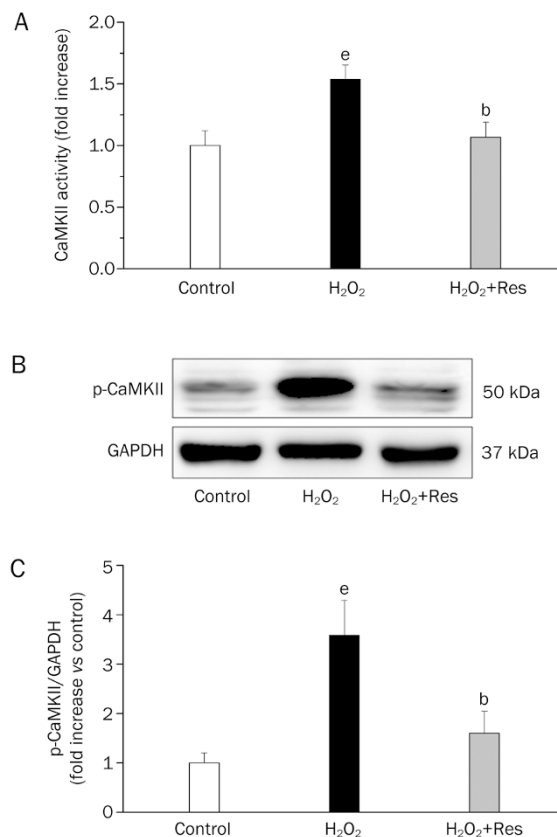 A
CaMKII activity (fold increase)
2.0
1.5
1.0
0.5
0.0
e
b
Control
H₂O₂
H₂O₂+Res
B
p-CaMKII
50 kDa
GAPDH
37 kDa
Control
H₂O₂
H₂O₂+Res
C
p-CaMKII/GAPDH
(fold increase vs control)
5
4
3
2
1
0
e
b
Control
H₂O₂
H₂O₂+Res